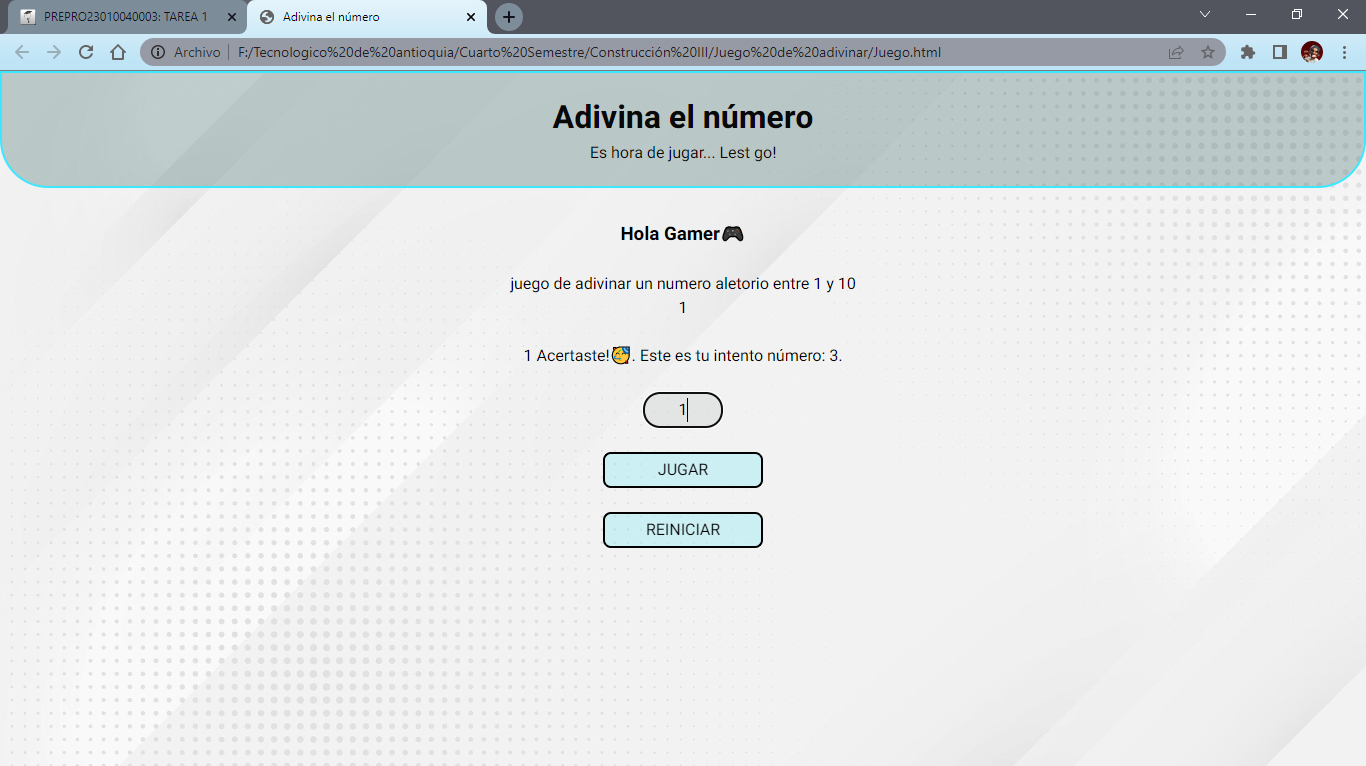 PREPRO23010040003: TAREA 1
Adivina el número
Archivo | F:/Tecnologico%20de%20antioquia/Cuarto%20Semestre/Construcción%20III/Juego%20de%20adivinar/Juego.html
Adivina el número
Es hora de jugar... Lest go!
Hola Gamer🎮
juego de adivinar un numero aletorio entre 1 y 10
1
1 Acertaste!🥳. Este es tu intento número: 3.
1
JUGAR
REINICIAR